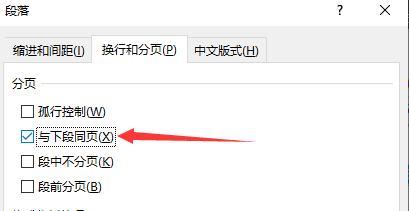 段落
缩进和间距(I) 换行和分页(P) 中文版式(H)
分页
孤行控制(W)
与下段同页(X)
段中不分页(K)
段前分页(B)